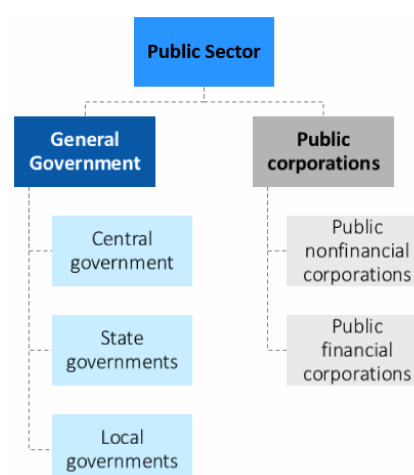 Public Sector
General
Government
Public
corporations
Central
government
Public
nonfinancial
corporations
State
governments
Public
financial
corporations
Local
governments